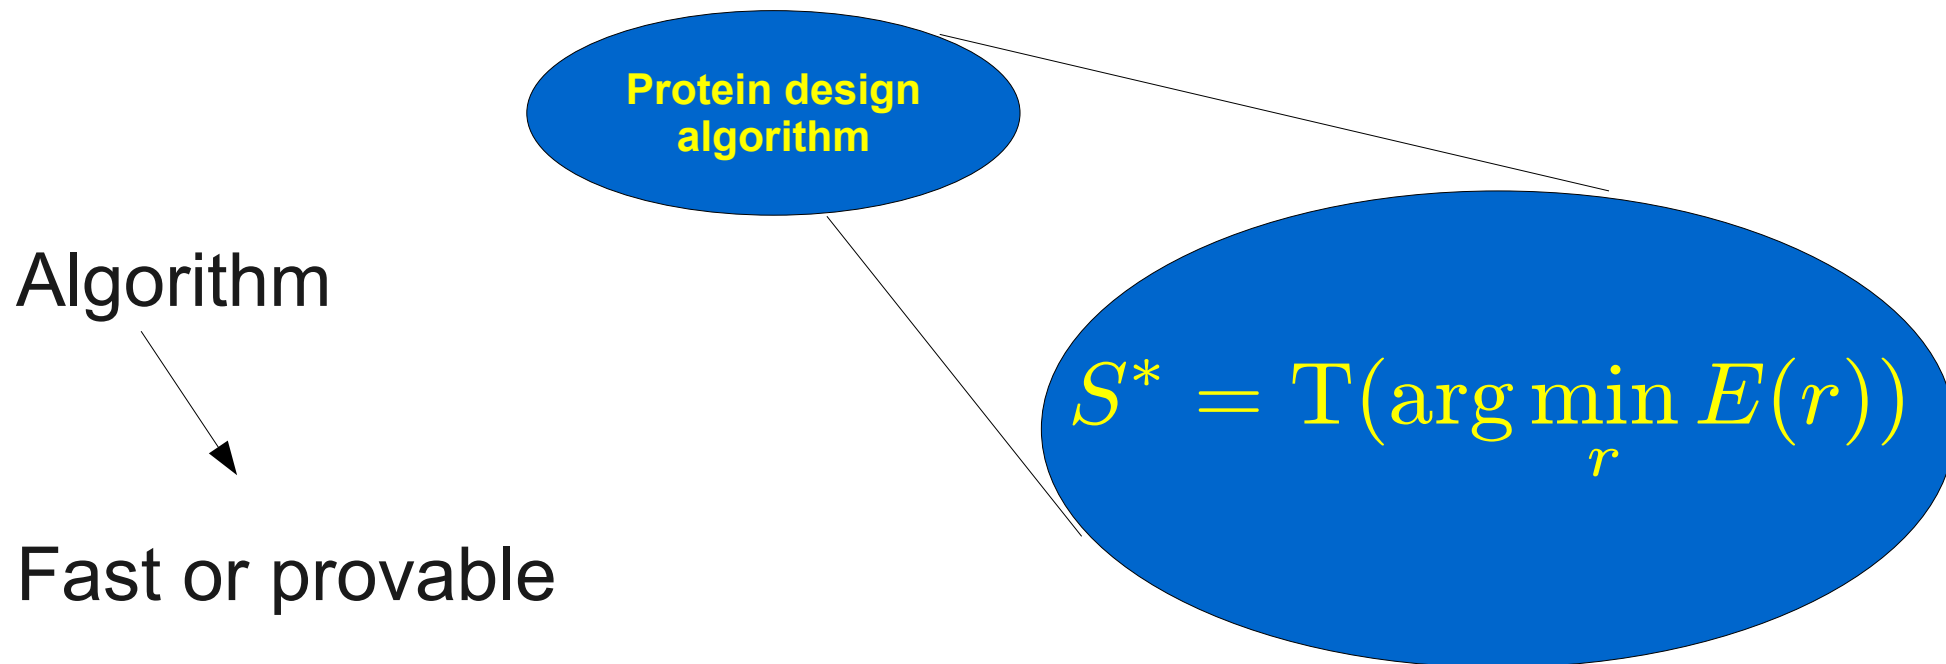 Protein design
algorithm
Algorithm
S* = T(arg min E(r))
r
Fast or provable